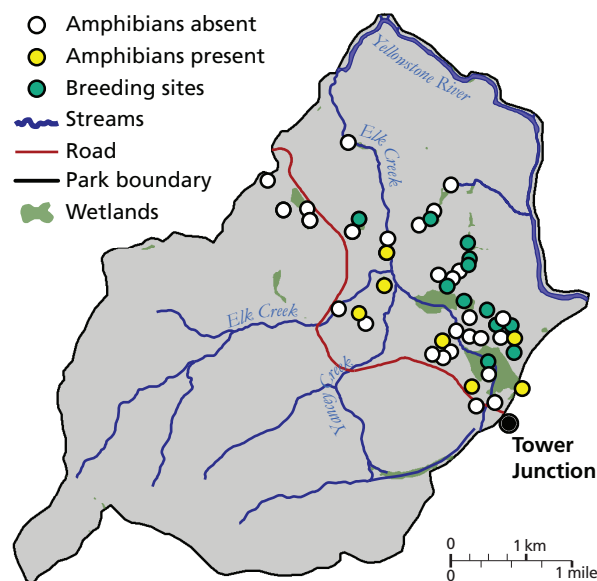 Amphibians absent
Amphibians present
Breeding sites
Streams
Road
Park boundary
Wetlands
Yellowstone River
Elk Creek
Elk Creek
Yancey Creek
Tower
Junction
0 1 km
0 1 mile